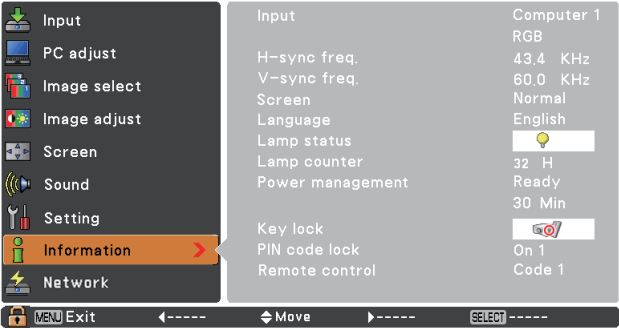 Input
PC adjust
Image select
Image adjust
Screen
Sound
Setting
Information
Network
Input Computer 1
RGB
H-sync freq. 43.4 KHz
V-sync freq. 60.0 KHz
Screen Normal
Language English
Lamp status
Lamp counter 32 H
Power management Ready
30 Min
Key lock
PIN code lock On 1
Remote control Code 1
MENU Exit ----- Move ----- SELECT -----